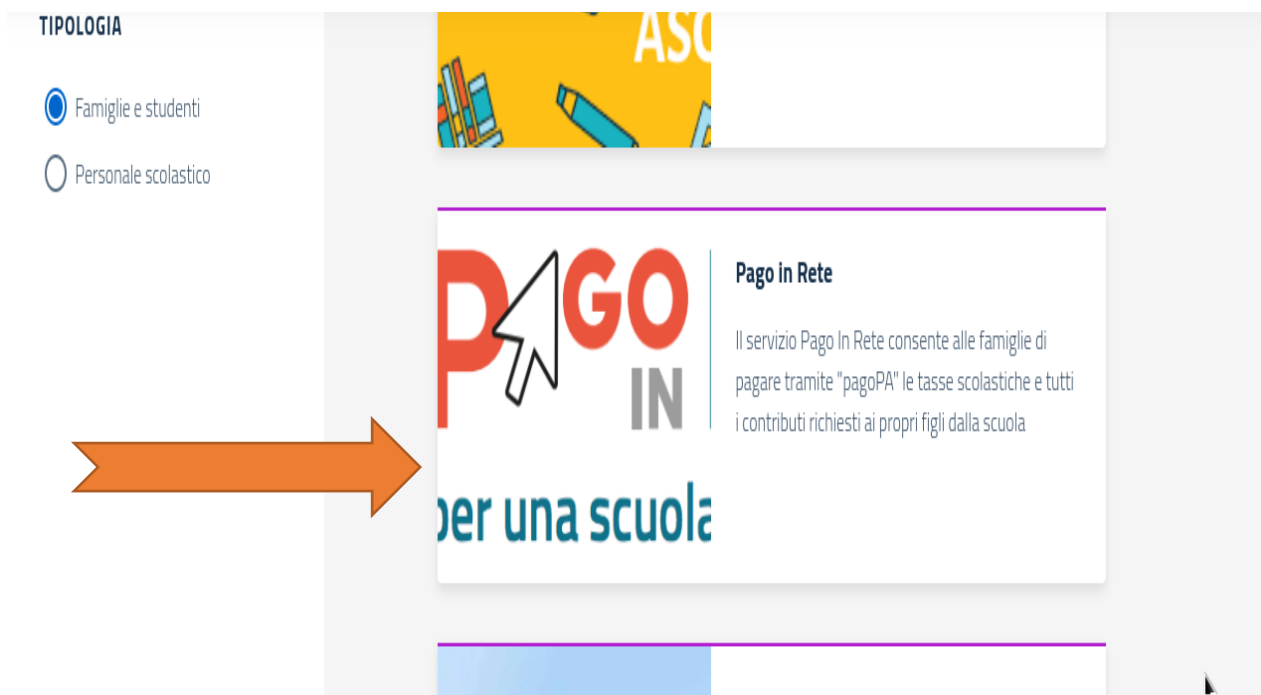 TIPOLOGIA
Famiglie e studenti
Personale scolastico
ASC
PAGO
IN
per una scuola
Pago in Rete
Il servizio Pago In Rete consente alle famiglie di
pagare tramite "pagoPA" le tasse scolastiche e tutti
i contributi richiesti ai propri figli dalla scuola